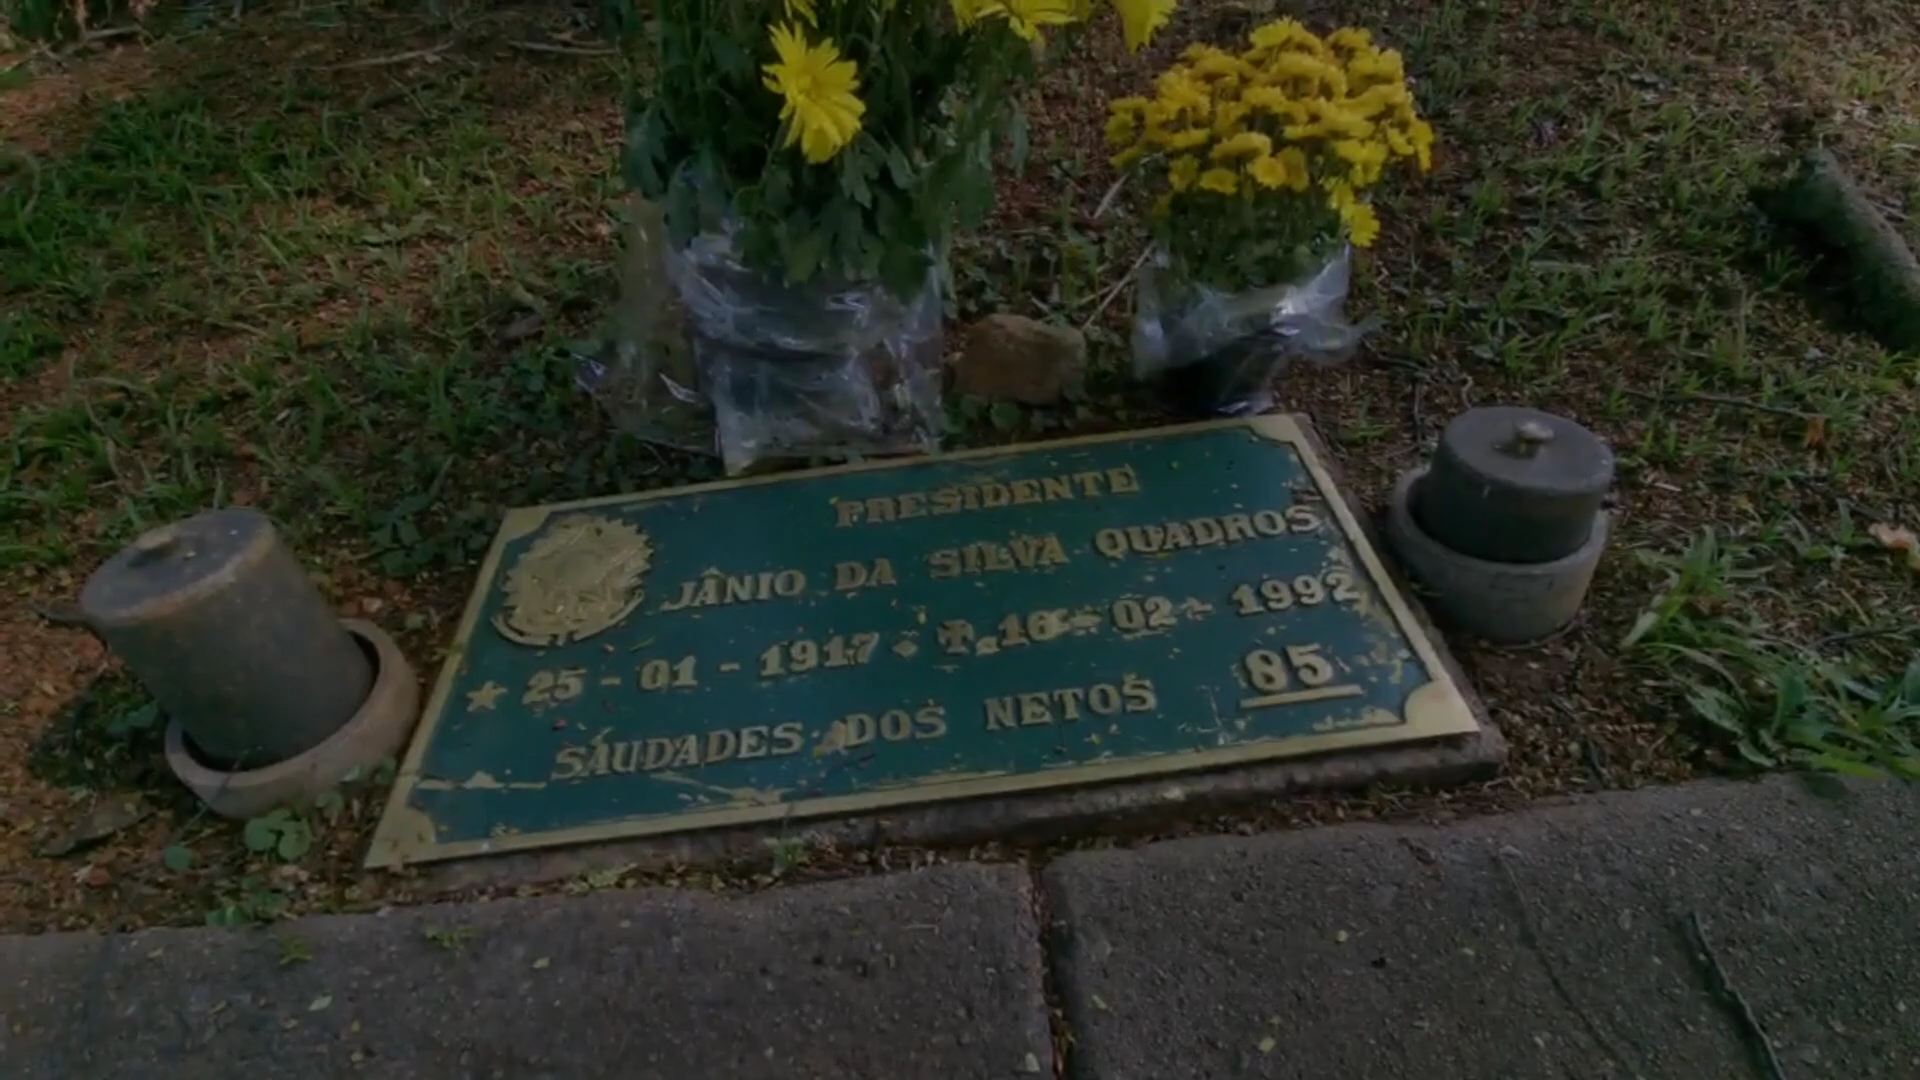 PRESIDENTE
JÂNIO DA SILVA QUADROS
★ 25 - 01 - 1917 ✝ 16 - 02 - 1992
SAUDADES DOS NETOS 85